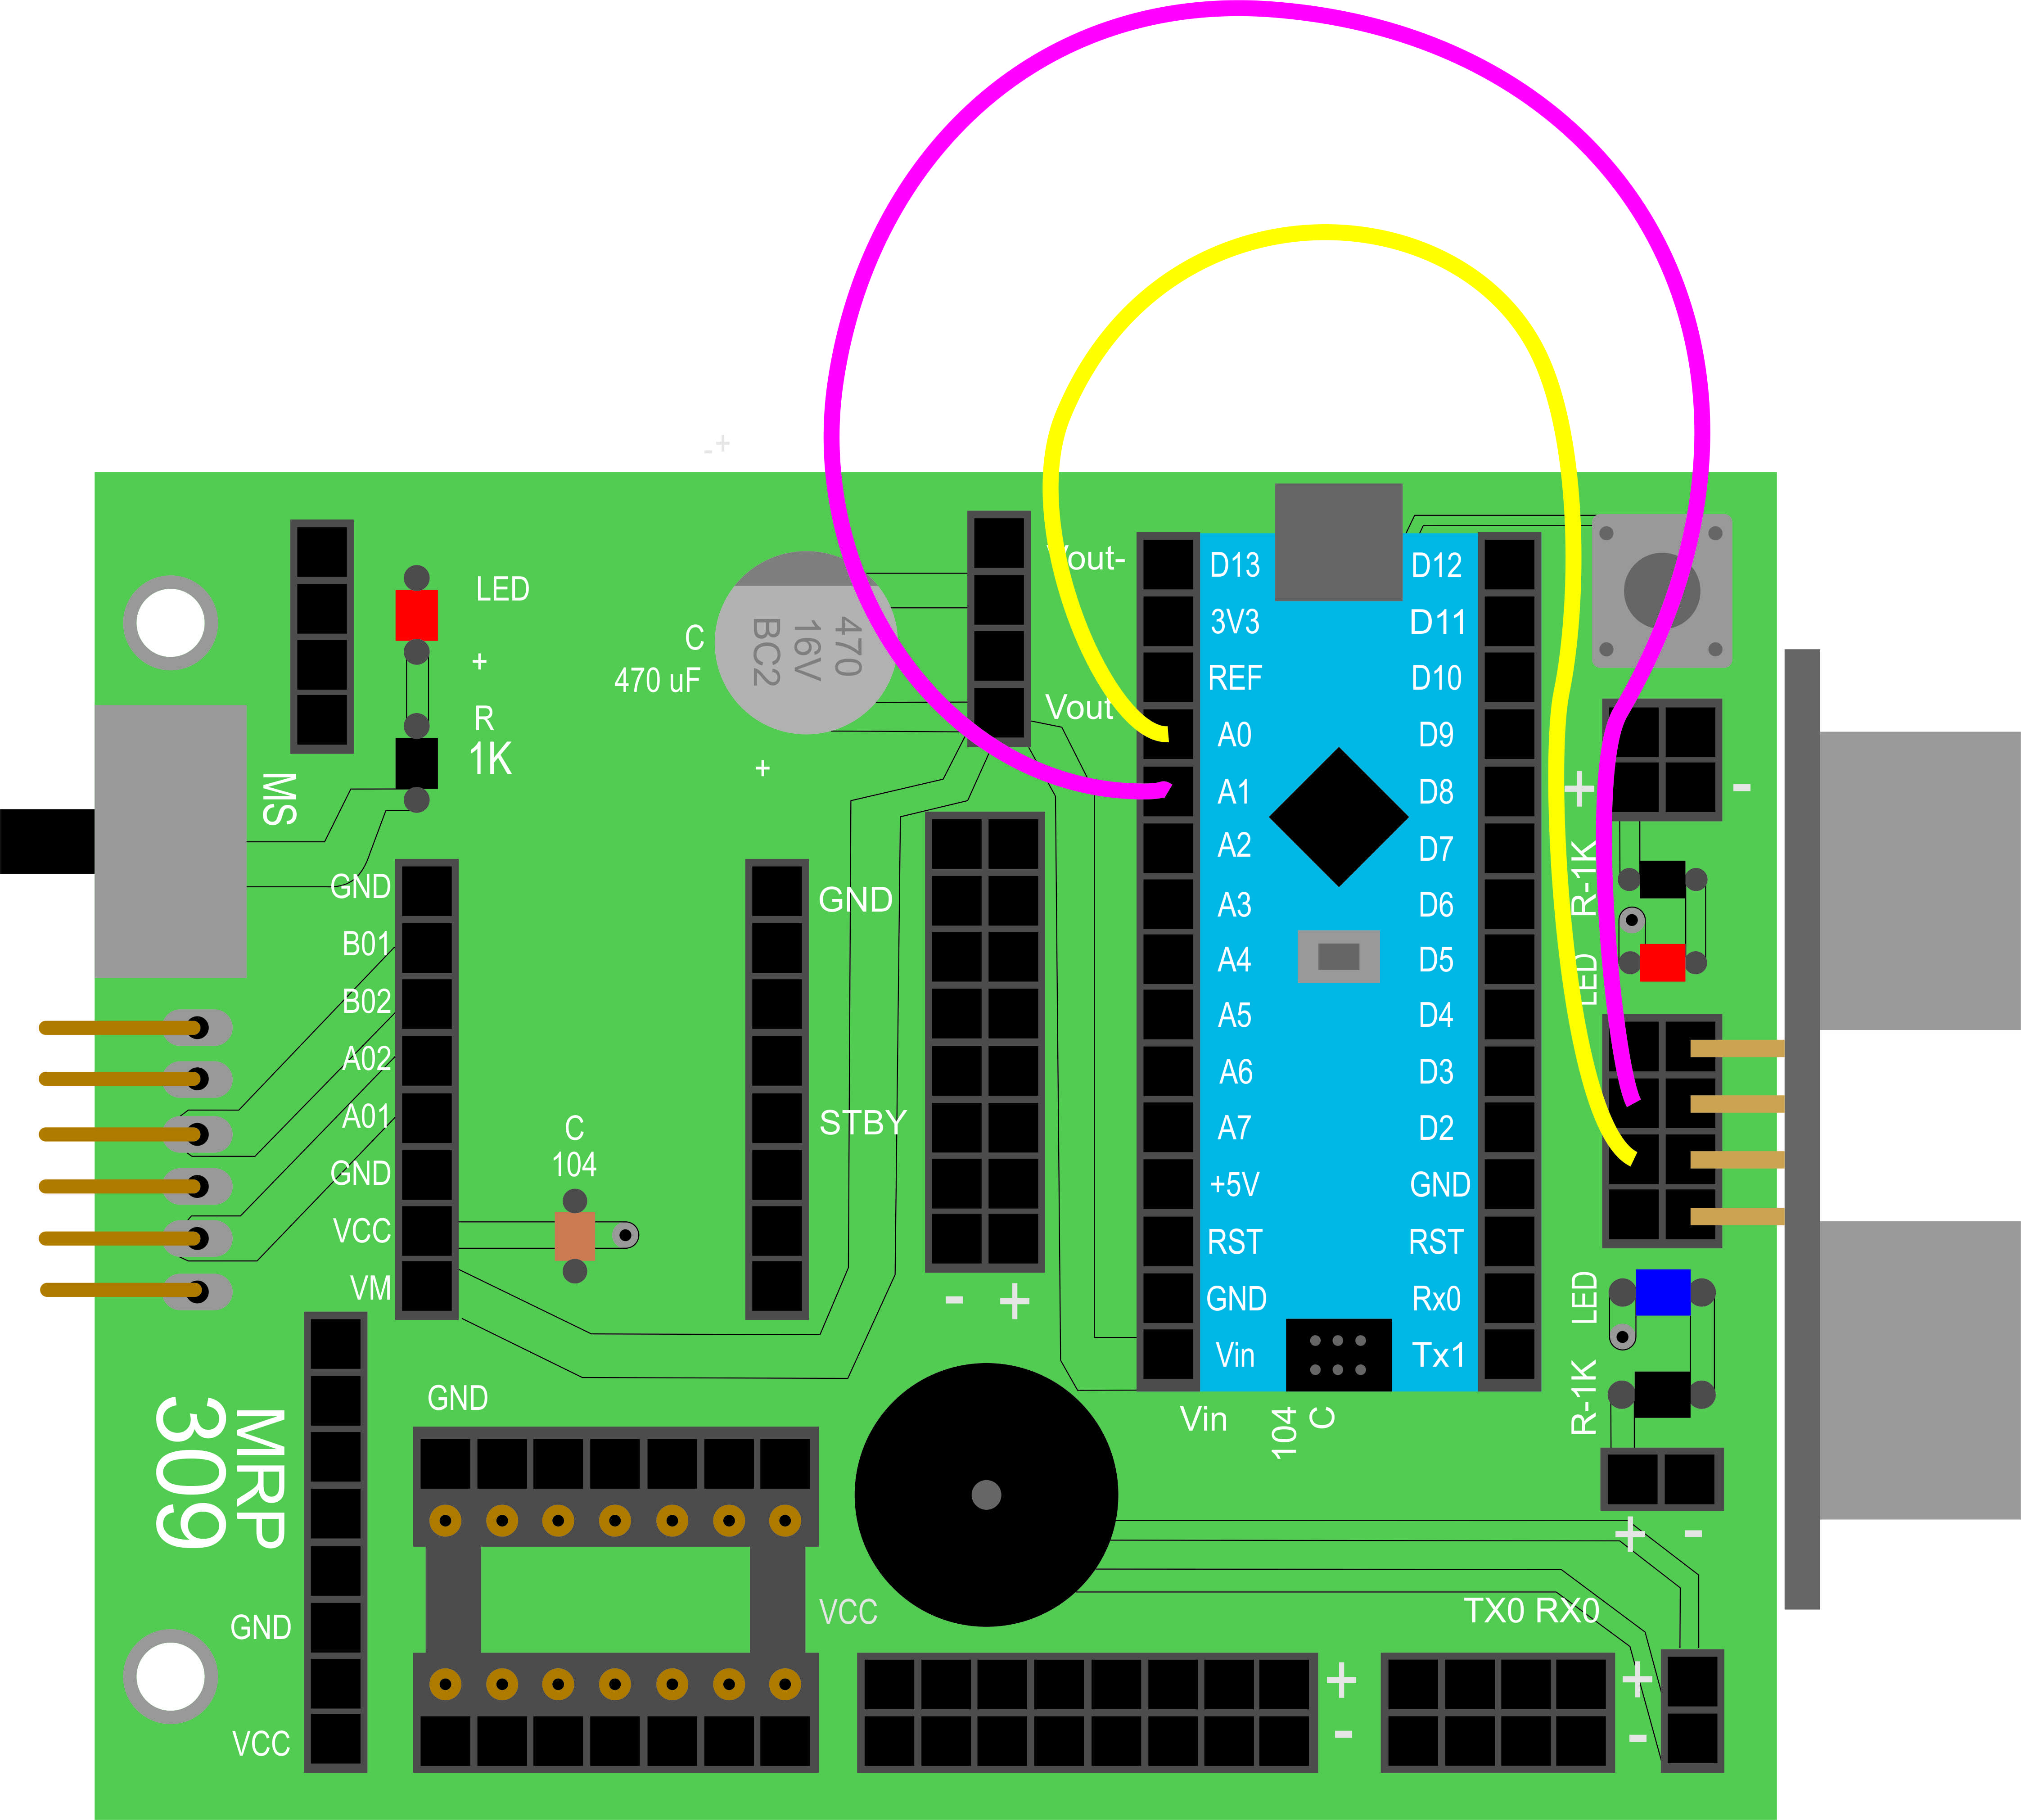 -+
Vout-
D13
D12
LED
3V3
D11
C
470
16V
BC2
470 uF
+
REF
D10
R
1K
Vout
A0
D9
+
MS
A1
D8
+
-
A2
D7
R-1K
GND
GND
A3
D6
B01
A4
D5
LED
B02
A5
D4
A02
A6
D3
A01
STBY
A7
D2
C
104
GND
+5V
GND
VCC
RST
RST
VM
- +
GND
Rx0
LED
Vin
Tx1
R-1K
GND
Vin
104
C
MRP
309
+ -
VCC
TX0 RX0
GND
+
+
VCC
-
-